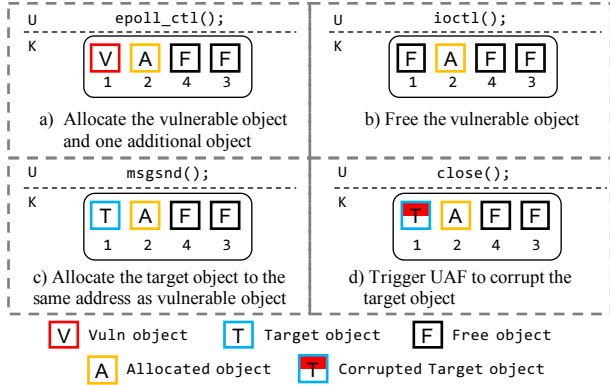 U epoll_ctl();
K
V A F F
1 2 4 3
a) Allocate the vulnerable object
and one additional object
U ioctl();
K
F A F F
1 2 4 3
b) Free the vulnerable object
U msgsnd();
K
T A F F
1 2 4 3
c) Allocate the target object to the
same address as vulnerable object
U close();
K
T A F F
1 2 4 3
d) Trigger UAF to corrupt the
target object
V Vuln object T Target object F Free object
A Allocated object T Corrupted Target object